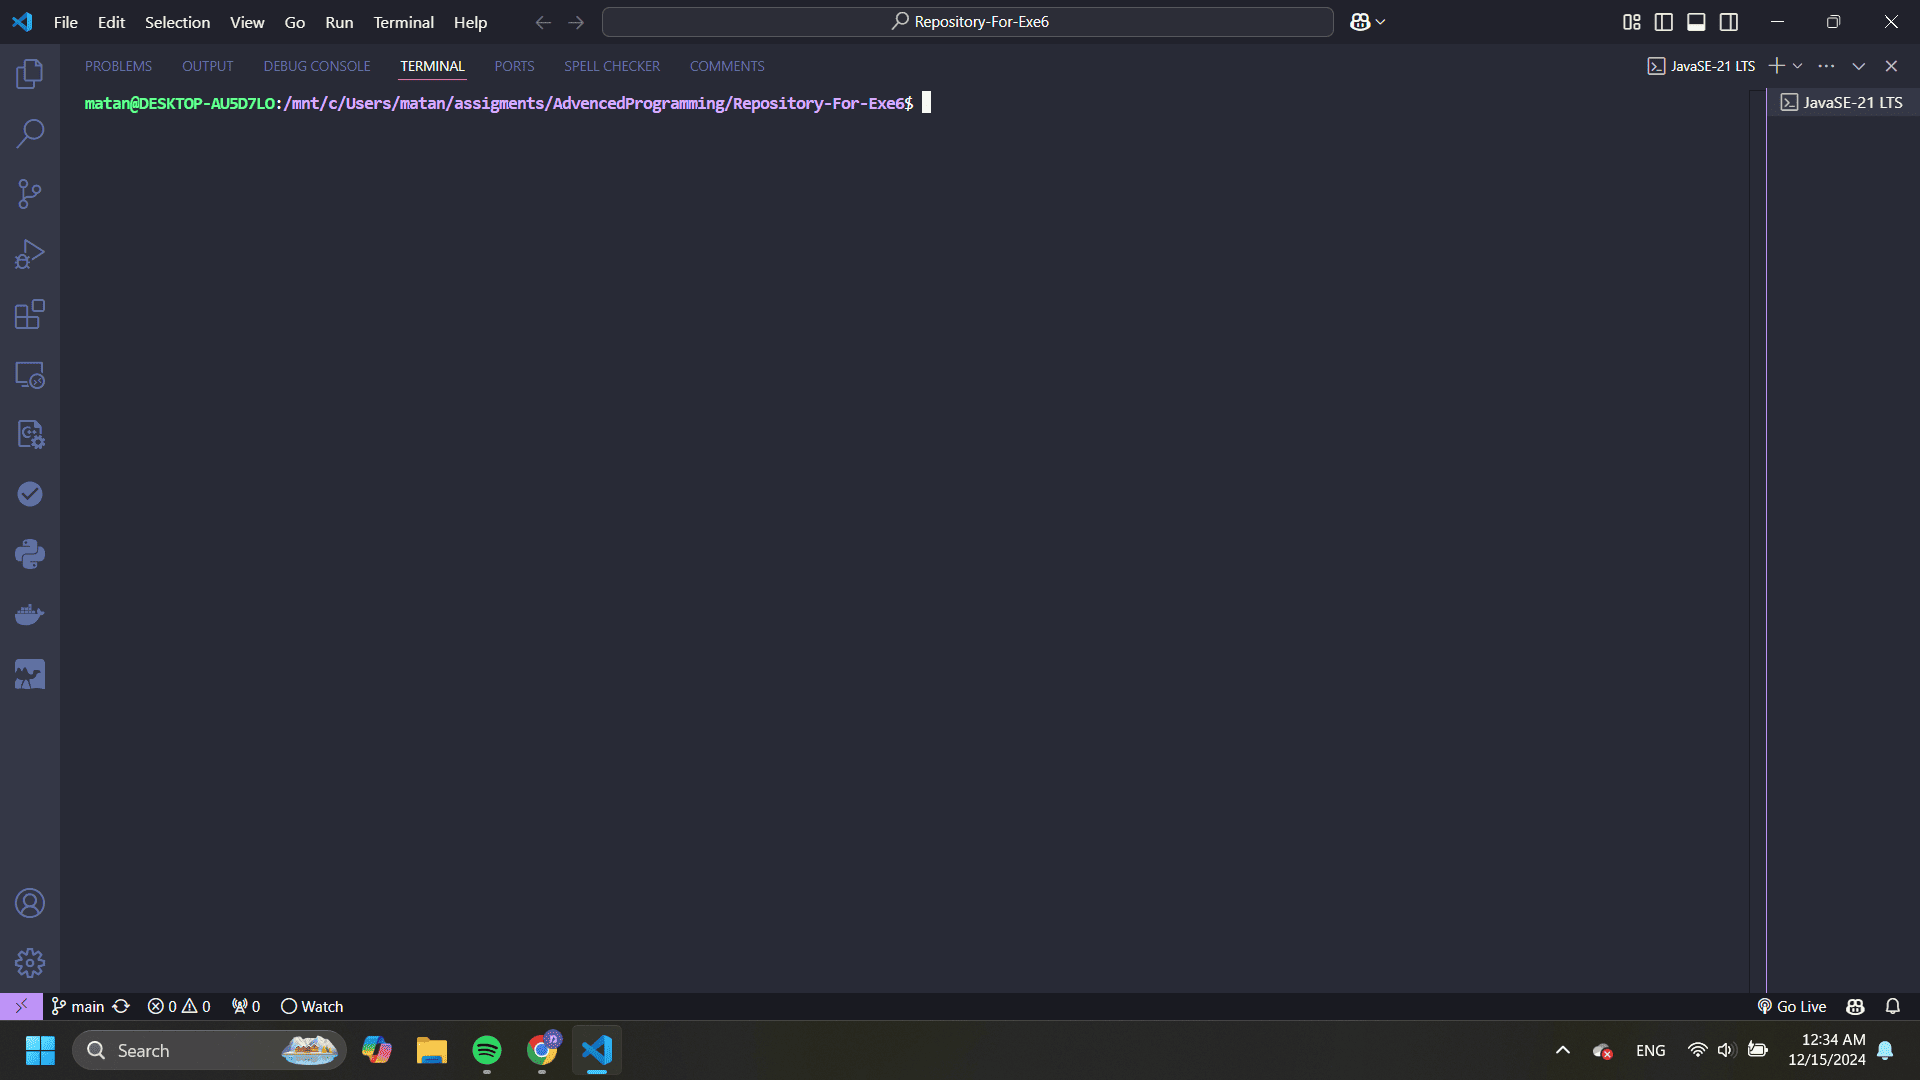 File Edit Selection View Go Run Terminal Help
Repository-For-Exe6
PROBLEMS OUTPUT DEBUG CONSOLE TERMINAL PORTS SPELL CHECKER COMMENTS
JavaSE-21 LTS
matan@DESKTOP-AU5D7LO:/mnt/c/Users/matan/assigments/AdvencedProgramming/Repository-For-Exe6$
JavaSE-21 LTS
main 0 0 0 Watch
Go Live
Search
ENG
12:34 AM
12/15/2024